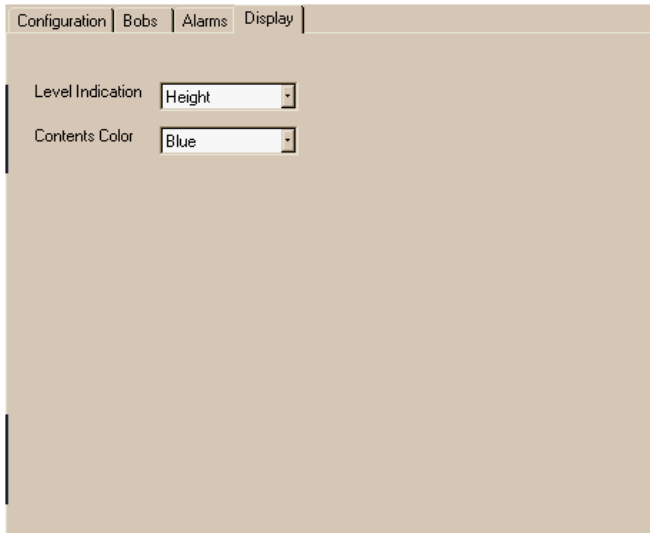 Configuration Bobs Alarms Display
Level Indication Height
Contents Color Blue